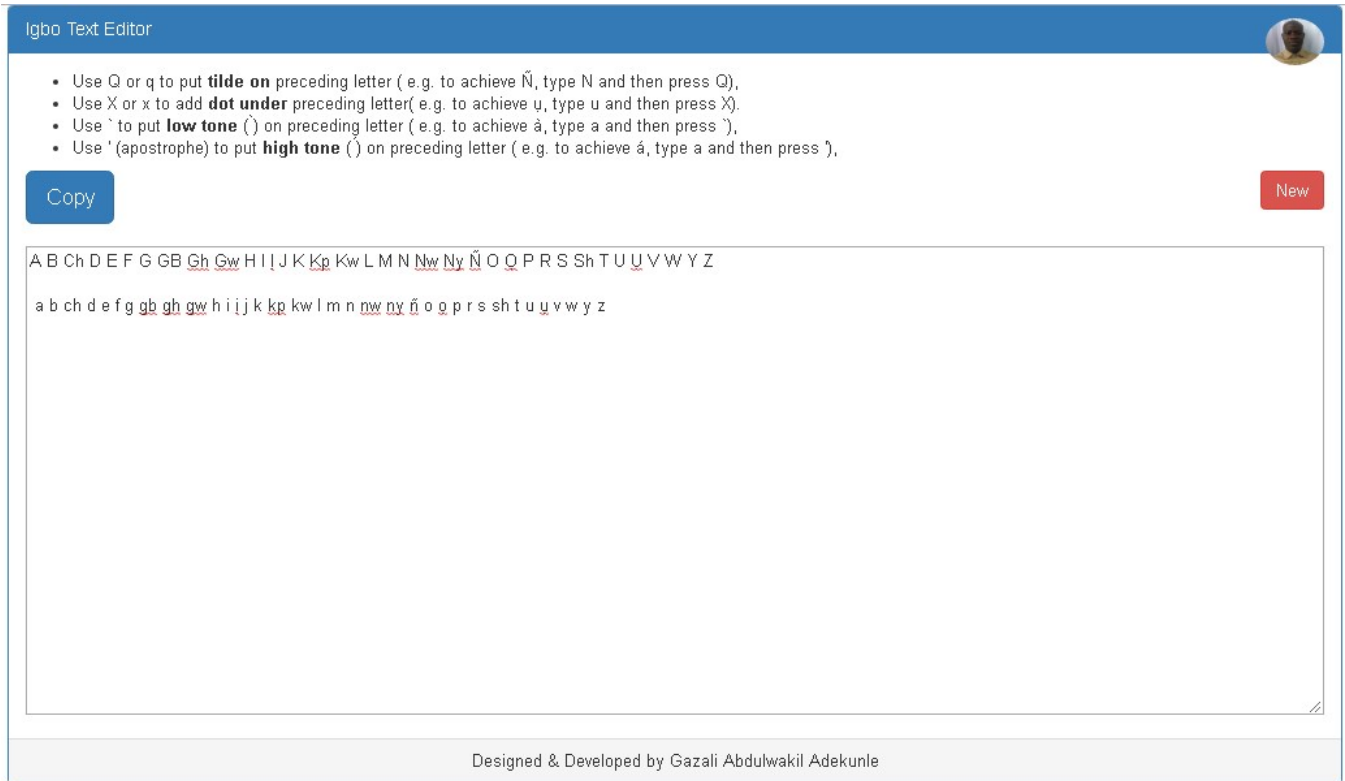 Igbo Text Editor
• Use Q or q to put tilde on preceding letter ( e.g. to achieve Ñ, type N and then press Q),
• Use X or x to add dot under preceding letter( e.g. to achieve ụ, type u and then press X).
• Use ` to put low tone (̀) on preceding letter ( e.g. to achieve à, type a and then press `),
• Use ' (apostrophe) to put high tone (́) on preceding letter ( e.g. to achieve á, type a and then press '),
Copy
New
A B Ch D E F G GB Gh Gw H I Ị J K Kp Kw L M N Nw Ny Ñ O Ọ P R S Sh T U Ụ V W Y Z
a b ch d e f g gb gh gw h i ị j k kp kw l m n nw ny ñ o ọ p r s sh t u ụ v w y z
Designed & Developed by Gazali Abdulwakil Adekunle